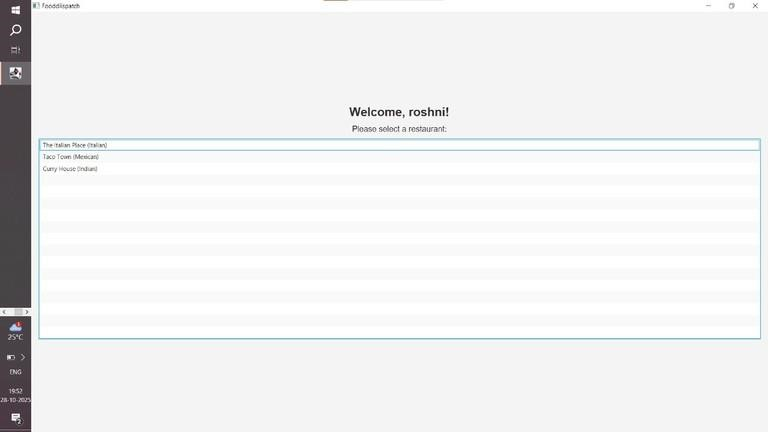 Fooddispatch
Welcome, roshni!
Please select a restaurant:
The Italian Place (Italian)
Taco Town (Mexican)
Curry House (Indian)
25°C
ENG
19:52
28-10-2025
2